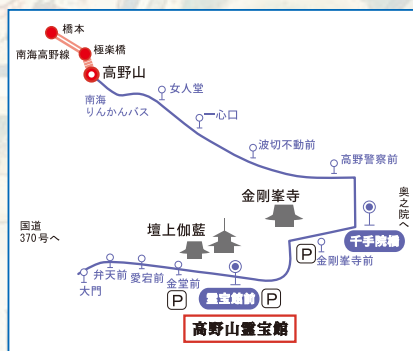 橋本
極楽橋
南海高野線
高野山
南海
りんかんバス
女人堂
一心口
波切不動前
高野警察前
奥之院へ
金剛峯寺
千手院橋
国道
370号へ
壇上伽藍
P
金剛峯寺前
弁天前
愛宕前
金堂前
大門
P
霊宝館前
P
高野山霊宝館